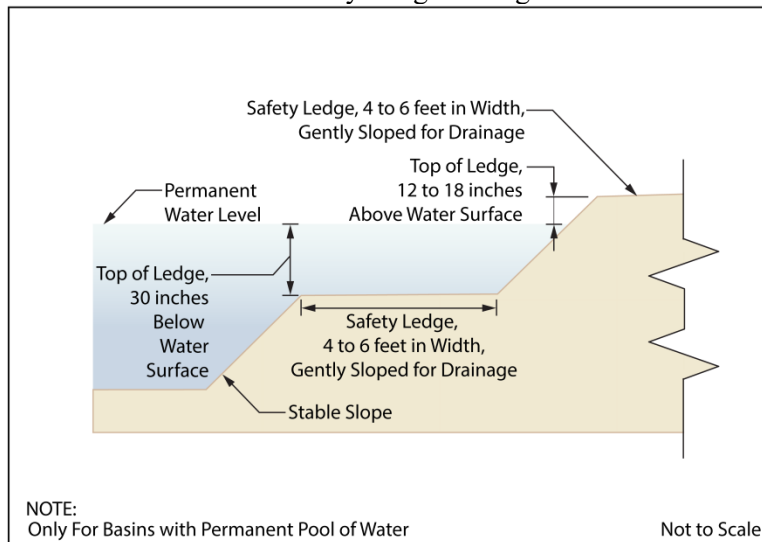 Safety Ledge, 4 to 6 feet in Width,
Gently Sloped for Drainage
Top of Ledge,
12 to 18 inches
Above Water Surface
Permanent
Water Level
Top of Ledge,
30 inches
Below
Water
Surface
Safety Ledge,
4 to 6 feet in Width,
Gently Sloped for Drainage
Stable Slope
NOTE:
Only For Basins with Permanent Pool of Water
Not to Scale